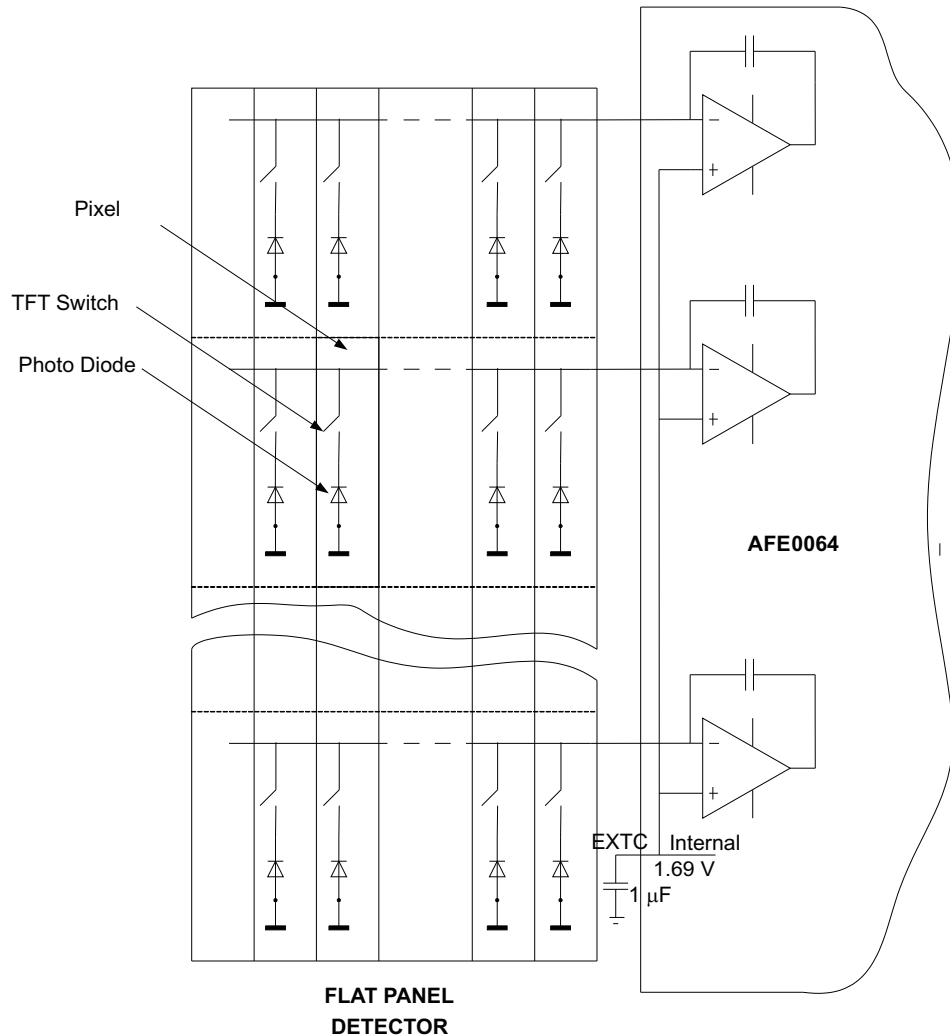 Pixel
TFT Switch
Photo Diode
AFE0064
EXTC Internal
1.69 V
1 μF
FLAT PANEL
DETECTOR